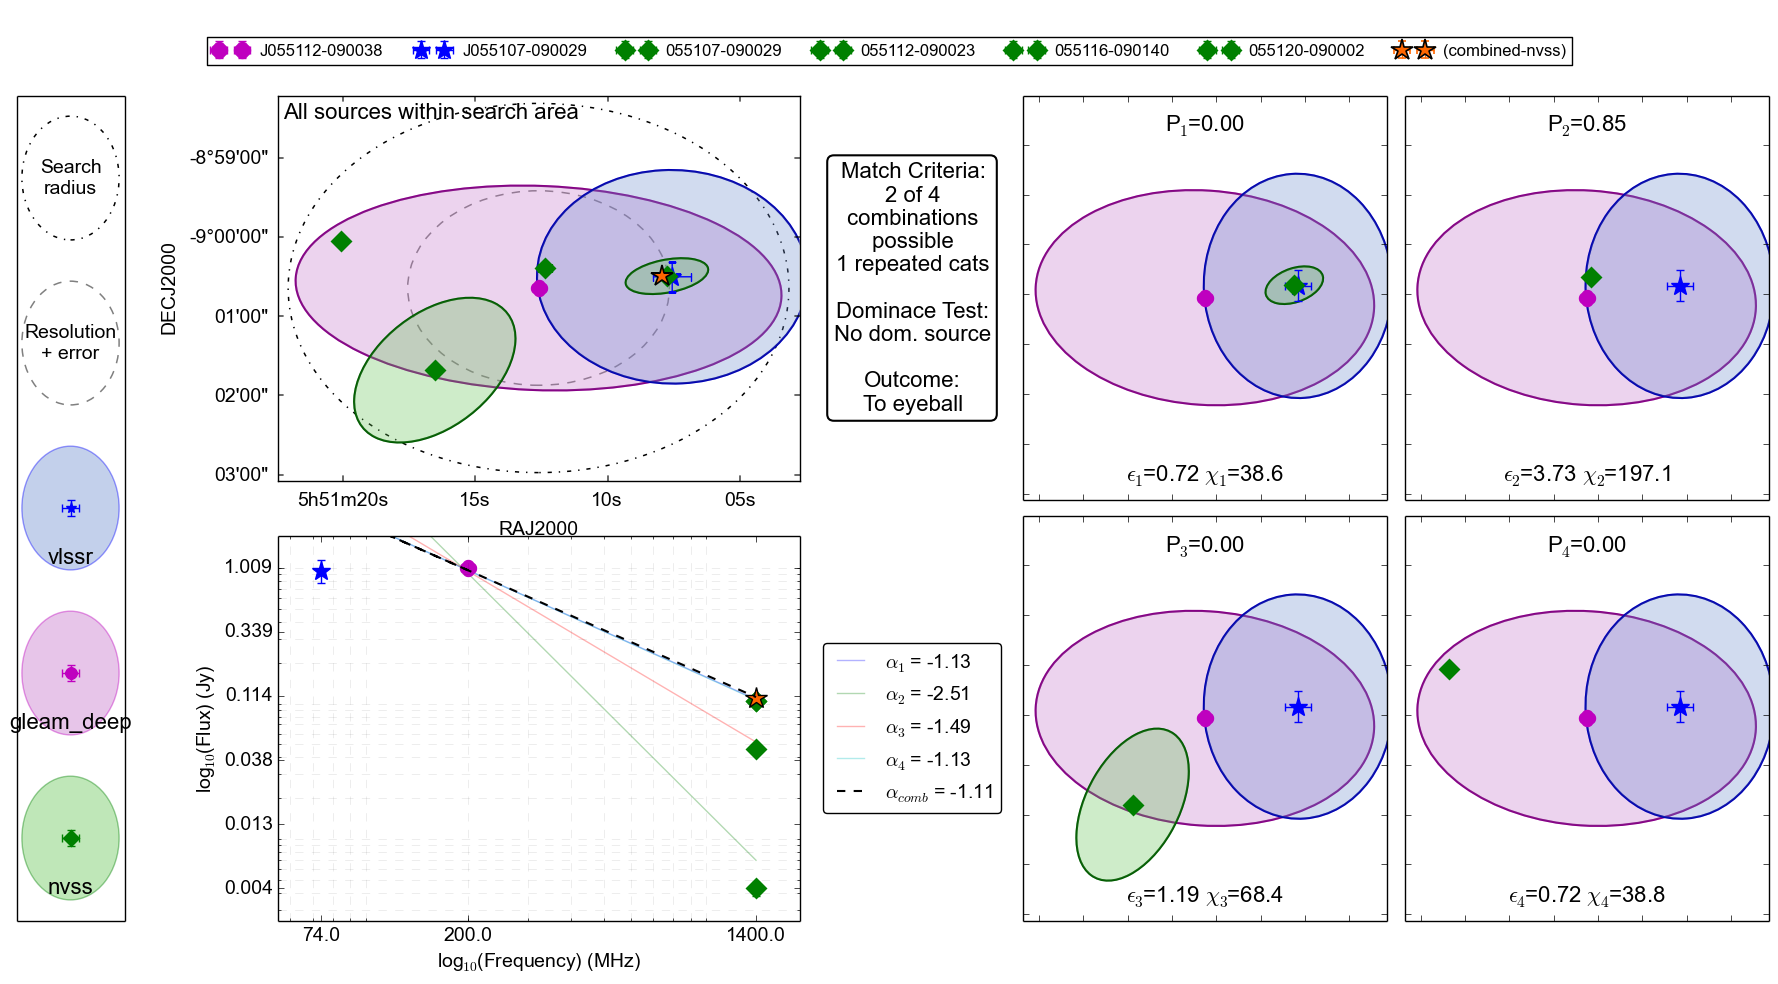 J055112-090038 J055107-090029 055107-090029 055112-090023 055116-090140 055120-090002 (combined-nvss)
Search
radius
Resolution
+ error
vlssr
gleam_deep
nvss
All sources within search area
-8°59'00"
-9°00'00"
01'00"
02'00"
03'00"
DECJ2000
5h51m20s 15s 10s 05s
RAJ2000
Match Criteria:
2 of 4
combinations
possible
1 repeated cats
Dominace Test:
No dom. source
Outcome:
To eyeball
P1=0.00
ϵ1=0.72 χ1=38.6
P2=0.85
ϵ2=3.73 χ2=197.1
P3=0.00
ϵ3=1.19 χ3=68.4
P4=0.00
ϵ4=0.72 χ4=38.8
1.009
0.339
0.114
0.038
0.013
0.004
log10(Flux) (Jy)
74.0 200.0 1400.0
log10(Frequency) (MHz)
α1 = -1.13
α2 = -2.51
α3 = -1.49
α4 = -1.13
αcomb = -1.11